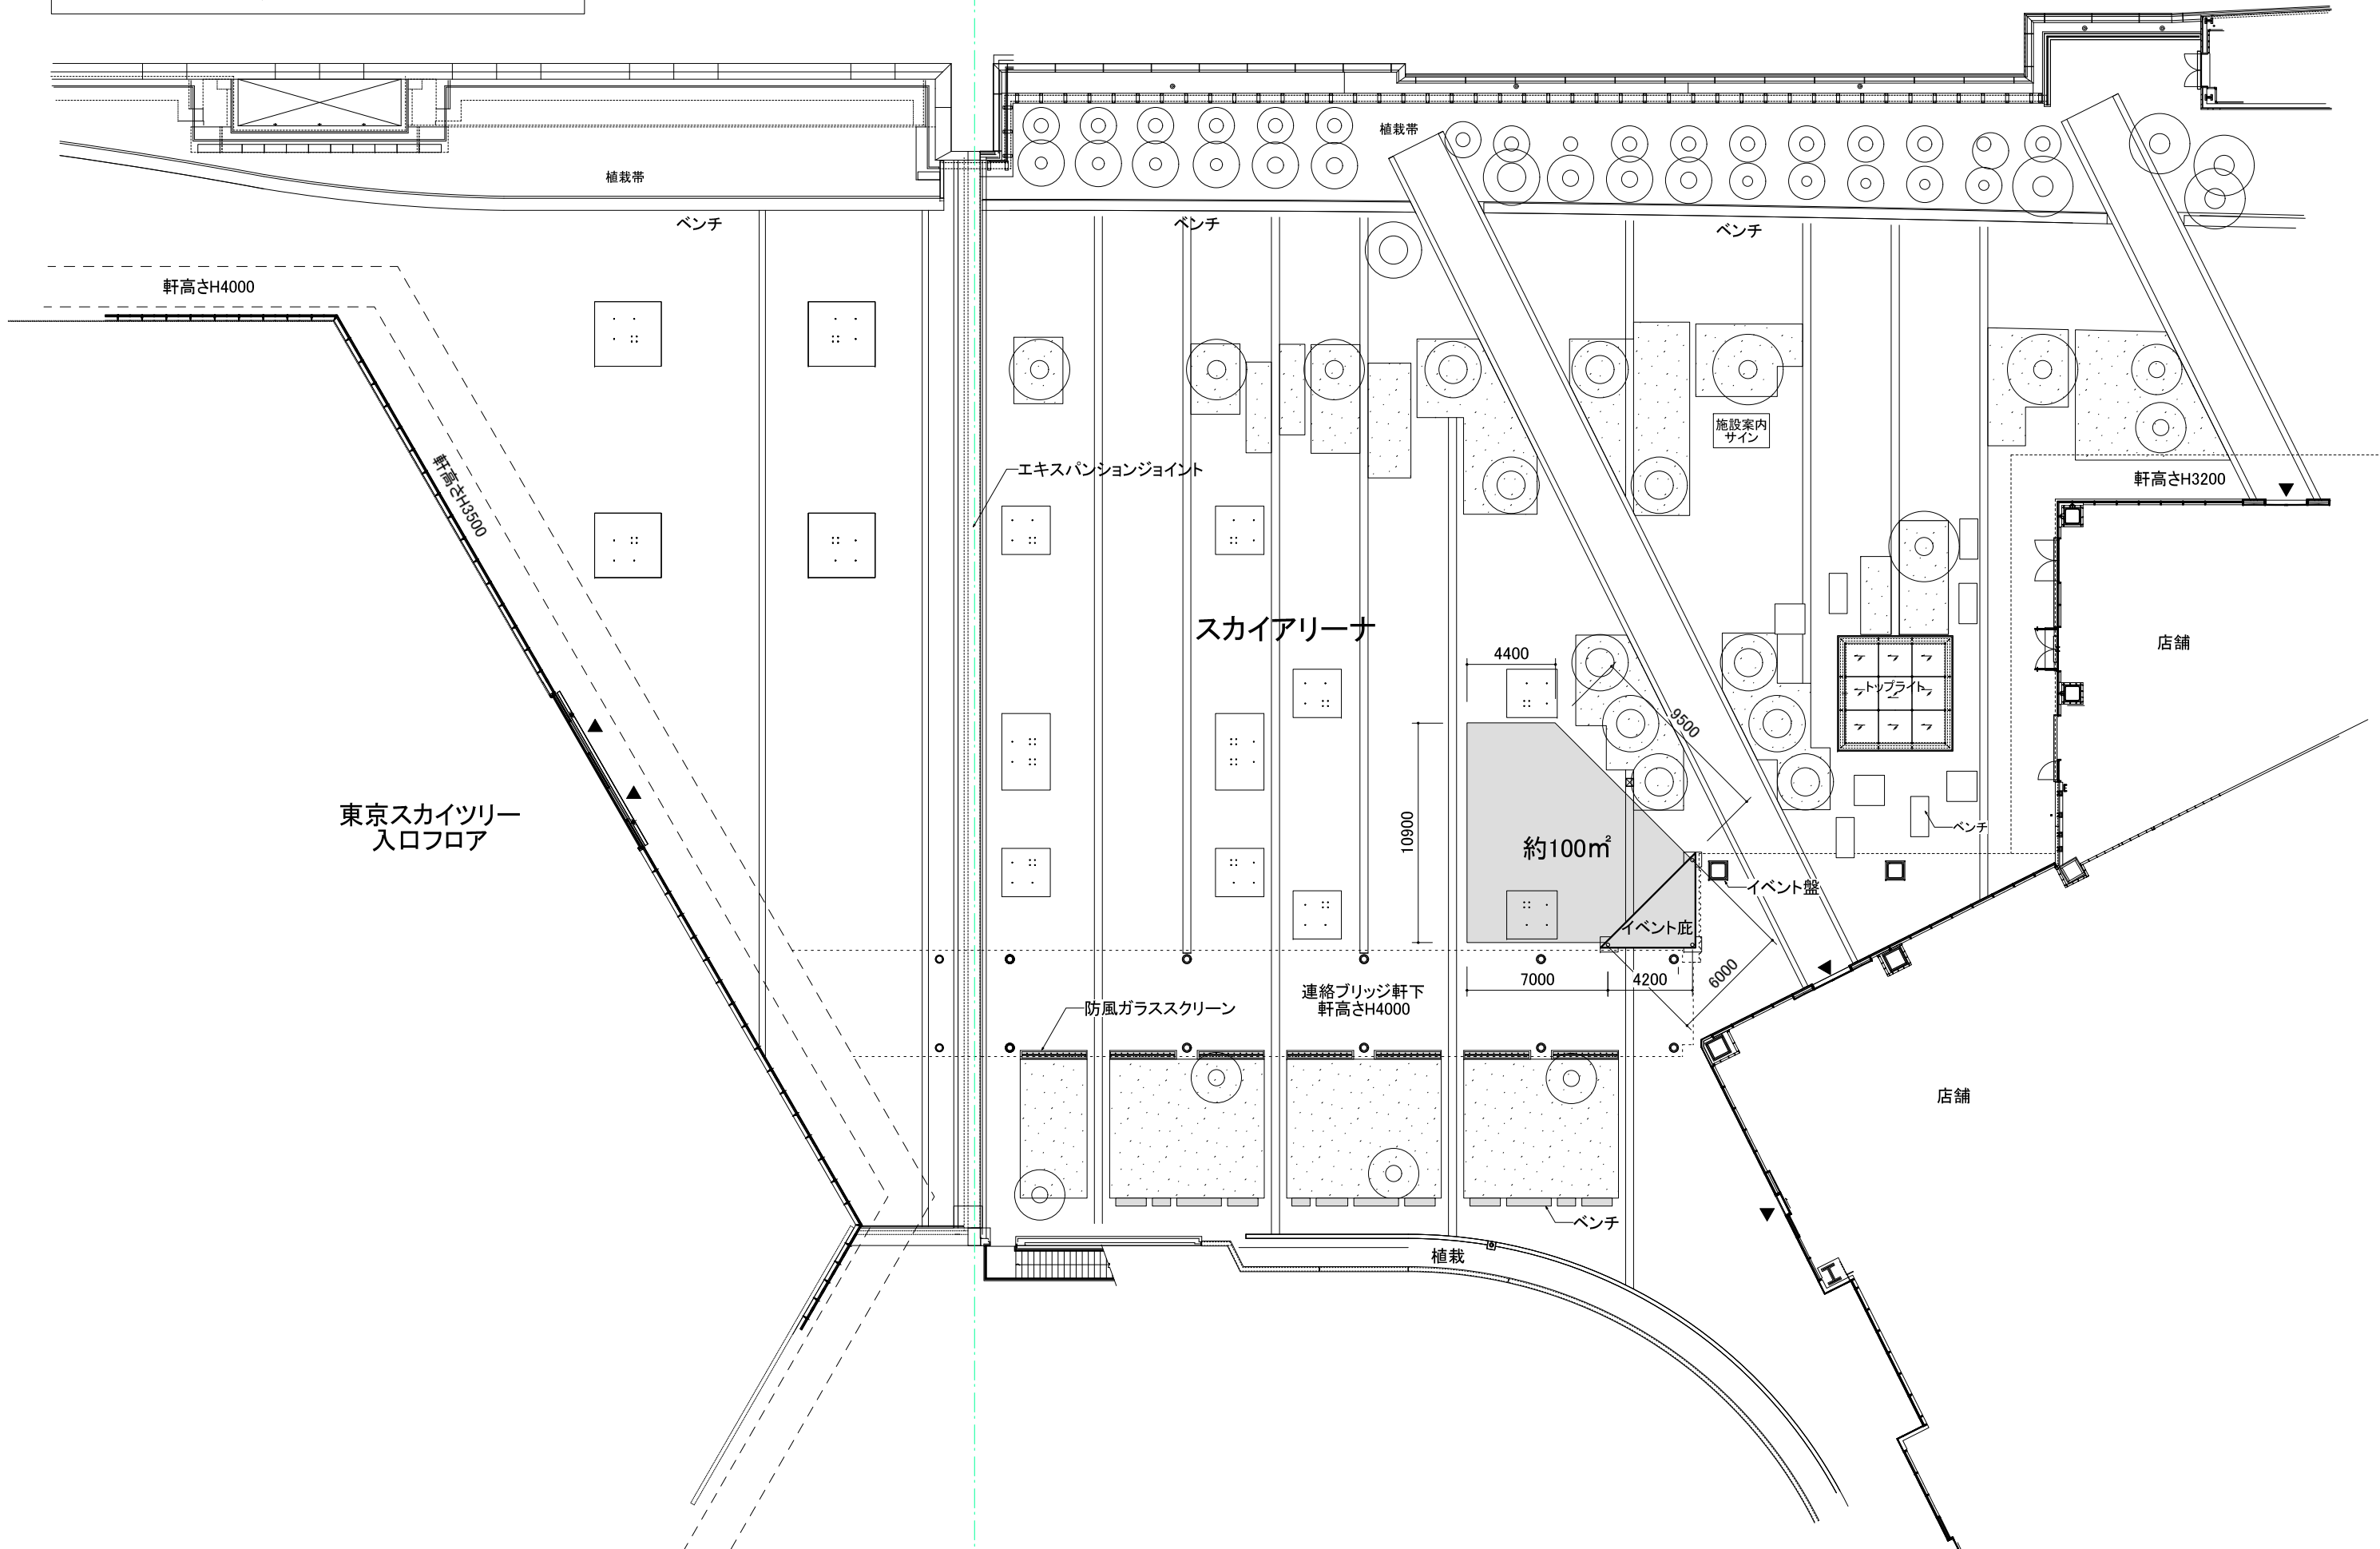 植栽帯
植栽帯
ベンチ
ベンチ
ベンチ
軒高さH4000
施設案内
サイン
軒高さH3500
エキスパンションジョイント
軒高さH3200
スカイアリーナ
店舗
4400
トップライト
9500
東京スカイツリー
入口フロア
10900
約100㎡
ベンチ
イベント盤
イベント庇
7000
4200
6000
連絡ブリッジ軒下
軒高さH4000
防風ガラススクリーン
店舗
ベンチ
植栽